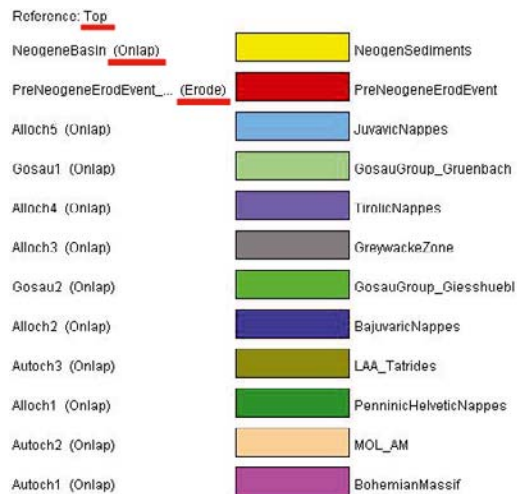 Reference: Top
NeogeneBasin (Onlap) NeogenSediments
PreNeogeneErodEvent_... (Erode) PreNeogeneErodEvent
Alloch5 (Onlap) JuvavicNappes
Gosau1 (Onlap) GosauGroup_Gruenbach
Alloch4 (Onlap) TirolicNappes
Alloch3 (Onlap) GreywackeZone
Gosau2 (Onlap) GosauGroup_Giesshuebl
Alloch2 (Onlap) BajuvaricNappes
Autoch3 (Onlap) LAA_Tatrides
Alloch1 (Onlap) PenninicHelveticNappes
Autoch2 (Onlap) MOL_AM
Autoch1 (Onlap) BohemianMassif